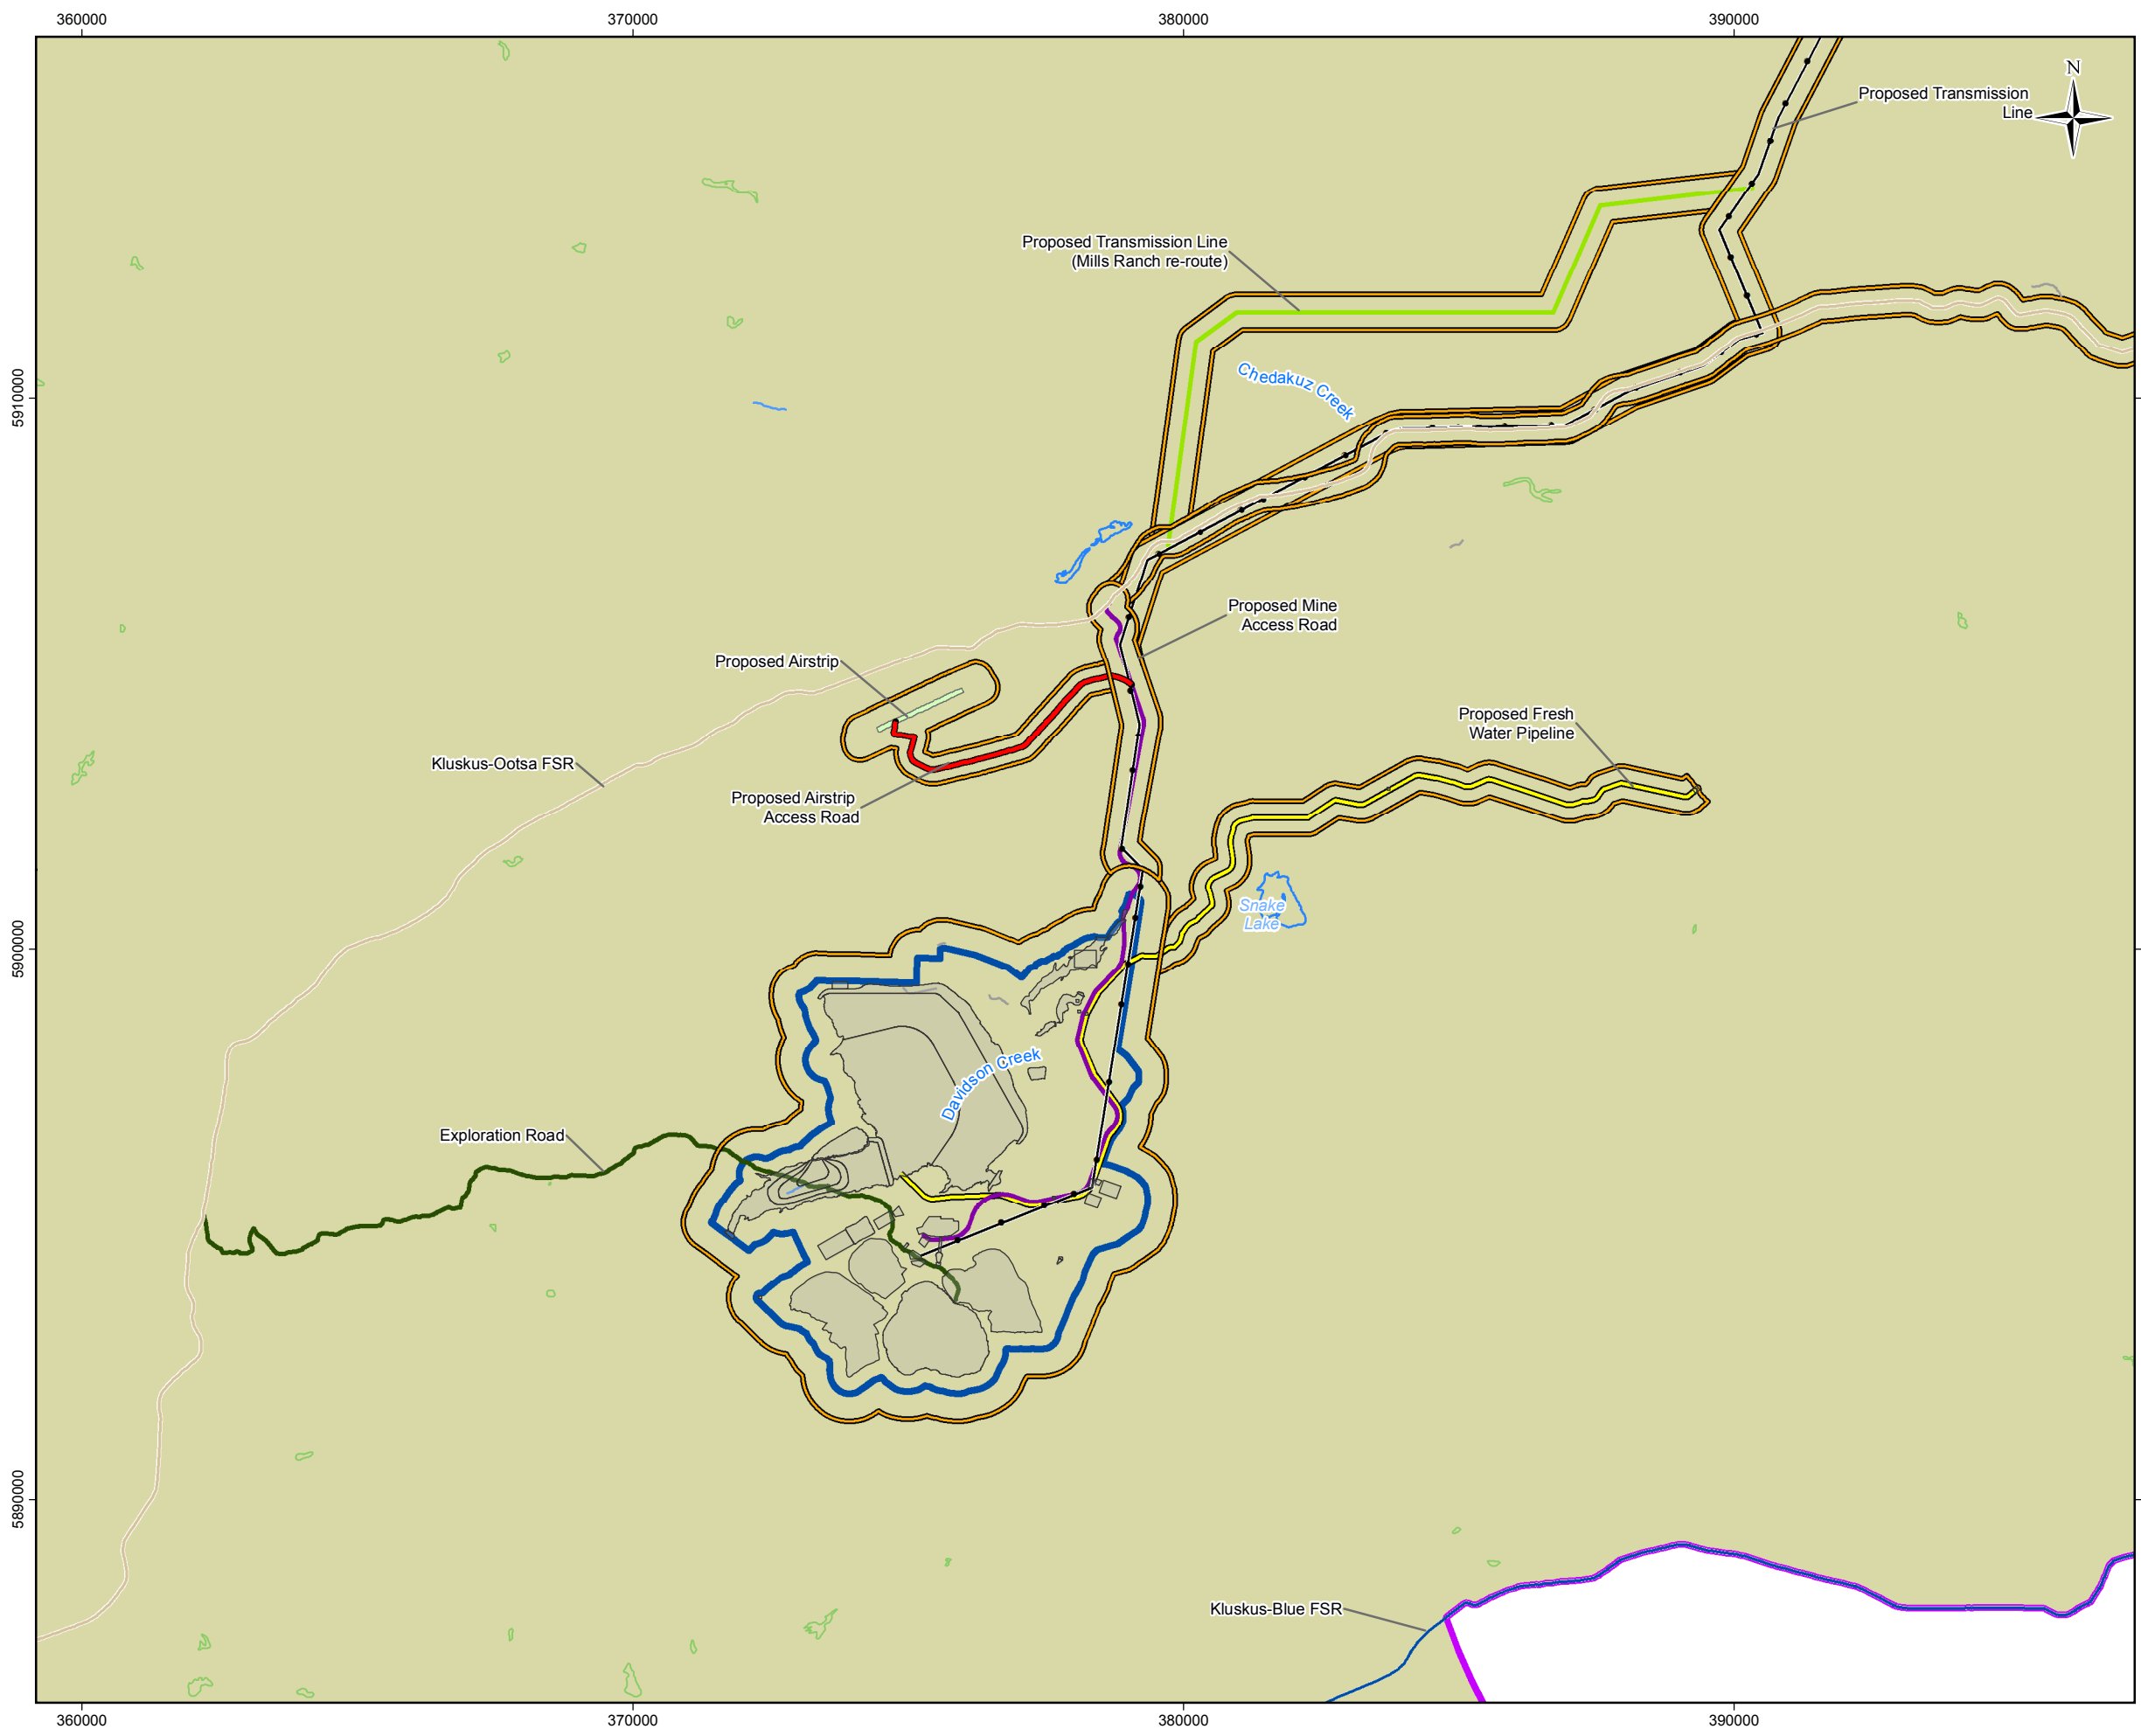 360000
370000
380000
390000
N
Proposed Transmission
Line
Proposed Transmission Line
(Mills Ranch re-route)
Chedakuz Creek
5910000
Proposed Mine
Access Road
Proposed Airstrip
Proposed Fresh
Water Pipeline
Kluskus-Ootsa FSR
Proposed Airstrip
Access Road
Snake
Lake
5900000
Davidson Creek
Exploration Road
5890000
Kluskus-Blue FSR
360000
370000
380000
390000